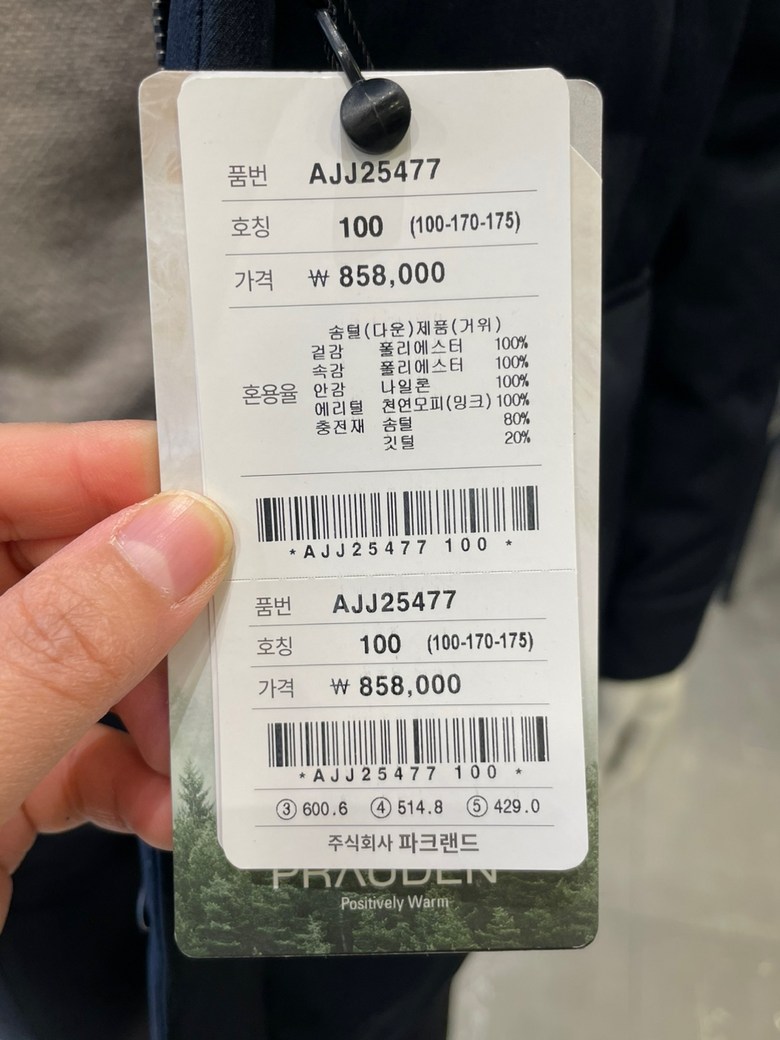 품번 AJJ25477
호칭 100 (100-170-175)
가격 ₩ 858,000
솜털(다운)제품(거위)
겉감 폴리에스터 100%
속감 폴리에스터 100%
혼용율 안감 나일론 100%
에리털 천연모피(밍크) 100%
충전재 솜털 80%
깃털 20%
*AJJ25477 100 *
품번 AJJ25477
호칭 100 (100-170-175)
가격 ₩ 858,000
*AJJ25477 100 *
③ 600.6 ④ 514.8 ⑤ 429.0
주식회사 파크랜드
PRAUDEN
Positively Warm